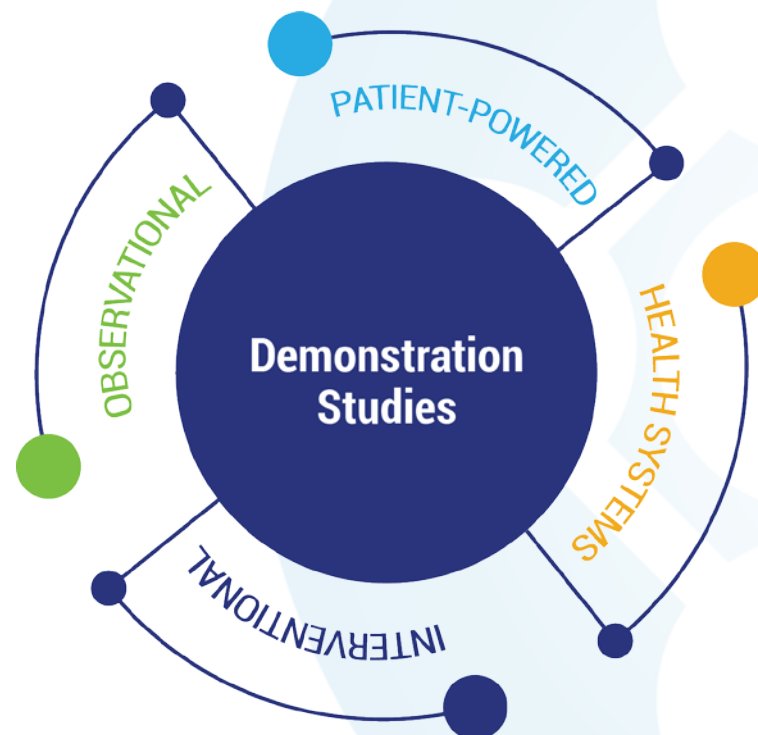 PATIENT-POWERED
HEALTH SYSTEMS
INTERVENTIONAL
OBSERVATIONAL
Demonstration
Studies